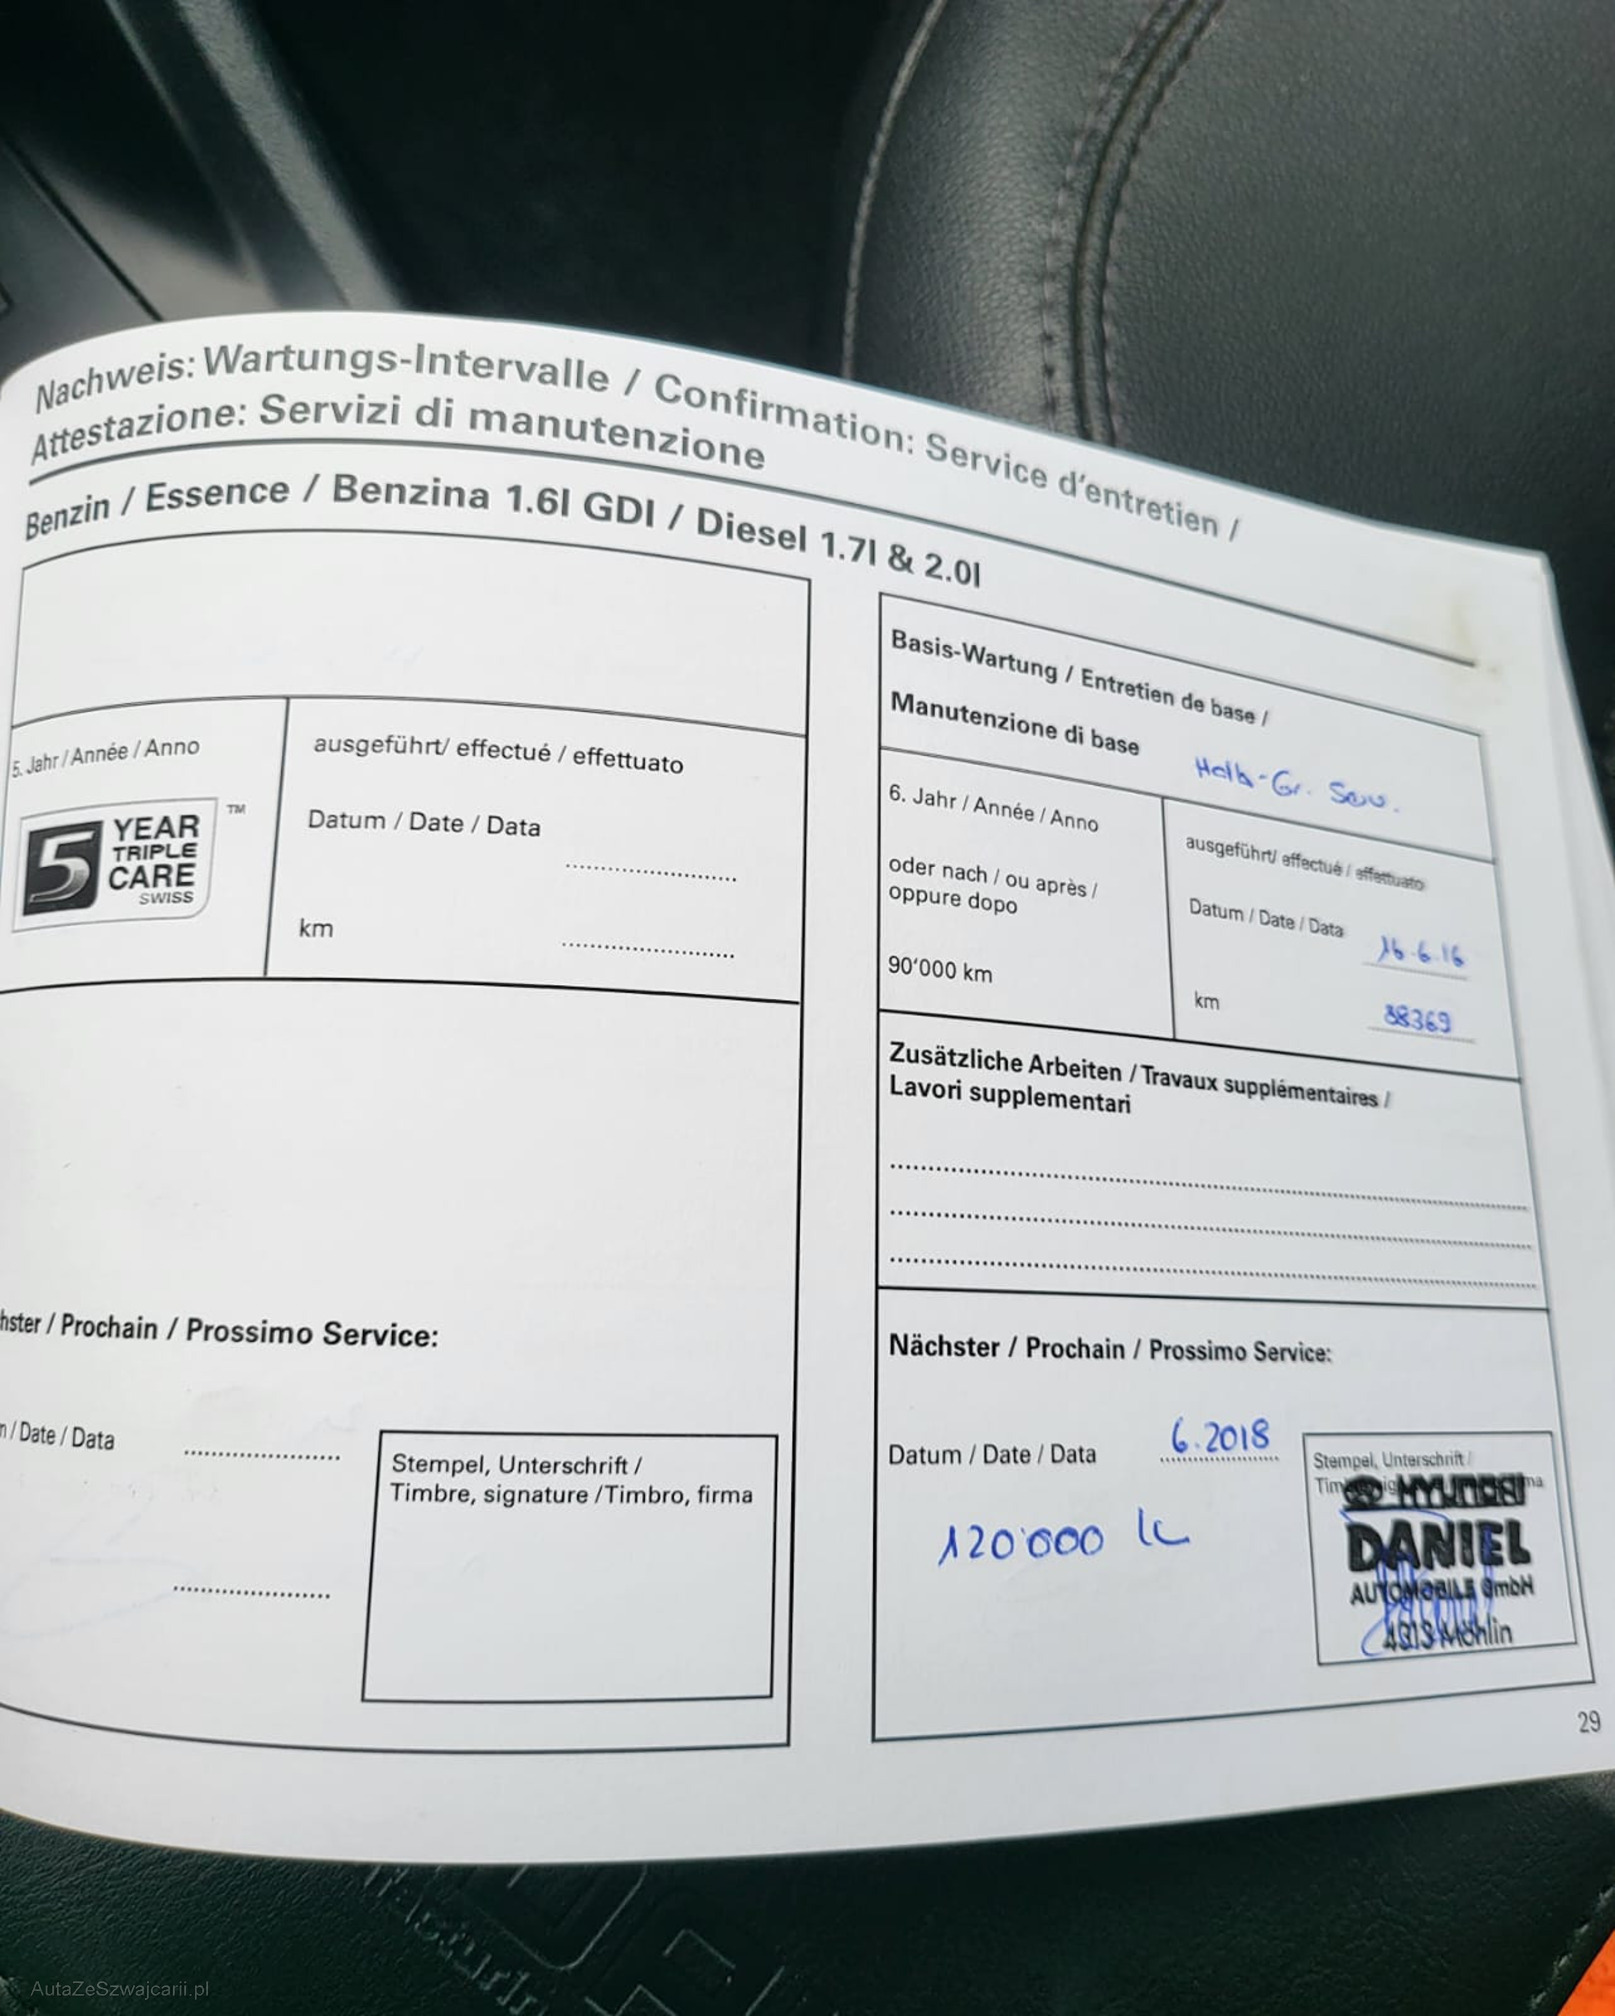 Nachweis: Wartungs-Intervalle / Confirmation: Service d'entretien /
Attestazione: Servizi di manutenzione
Benzin / Essence / Benzina 1.6l GDI / Diesel 1.7l & 2.0l
5. Jahr / Année / Anno
5 YEAR
TRIPLE
CARE
SWISS
TM
ausgeführt/ effectué / effettuato
Datum / Date / Data
km
hster / Prochain / Prossimo Service:
/ Date / Data
Stempel, Unterschrift /
Timbre, signature /Timbro, firma
Basis-Wartung / Entretien de base /
Manutenzione di base
Halb-Gr. Serv.
6. Jahr / Année / Anno
oder nach / ou après /
oppure dopo
90'000 km
ausgeführt/ effectué / effettuato
Datum / Date / Data
16.6.16
km
88369
Zusätzliche Arbeiten / Travaux supplémentaires /
Lavori supplementari
Nächster / Prochain / Prossimo Service:
Datum / Date / Data
6.2018
120'000 k
Stempel, Unterschrift /
HYUNDAI
DANIEL
AUTOMOBILE GmbH
4313 Möhlin
29
AutaZeSzwajcarii.pl